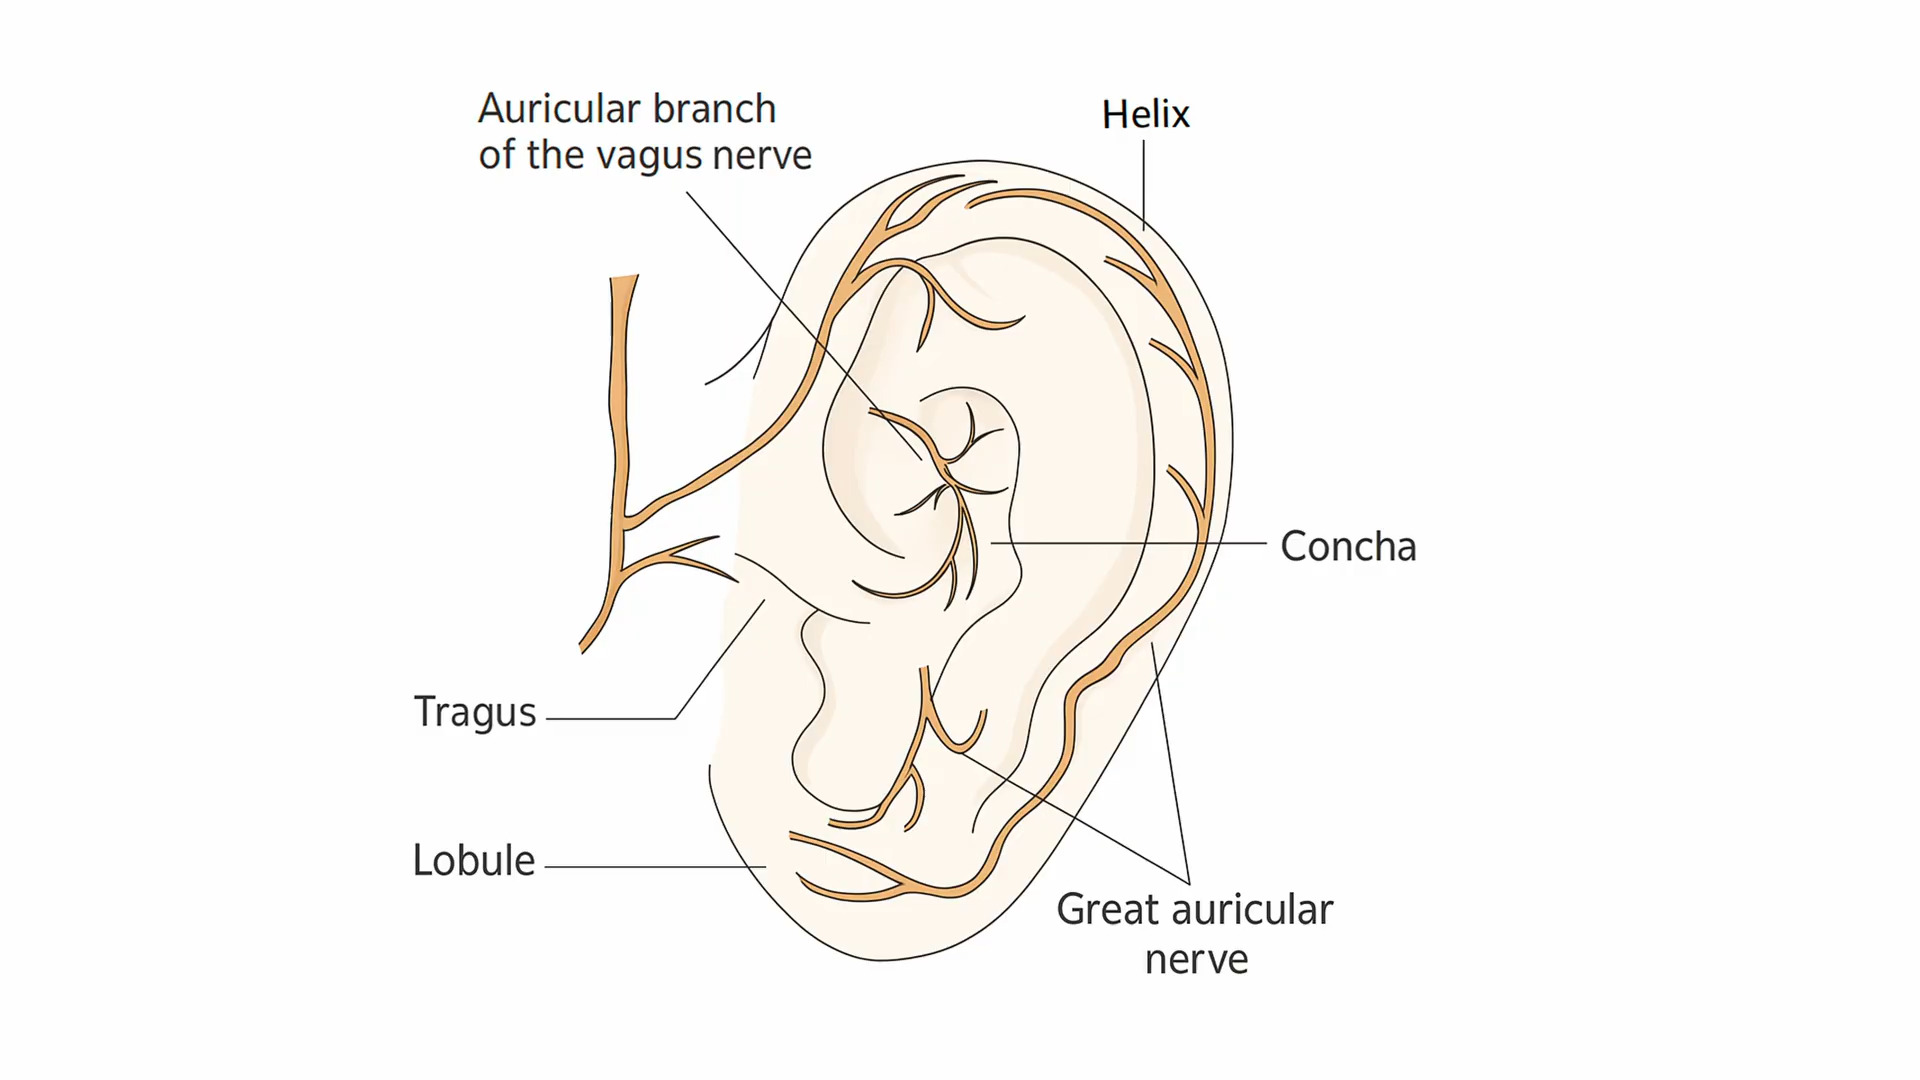 Auricular branch
of the vagus nerve
Helix
Concha
Tragus
Lobule
Great auricular
nerve